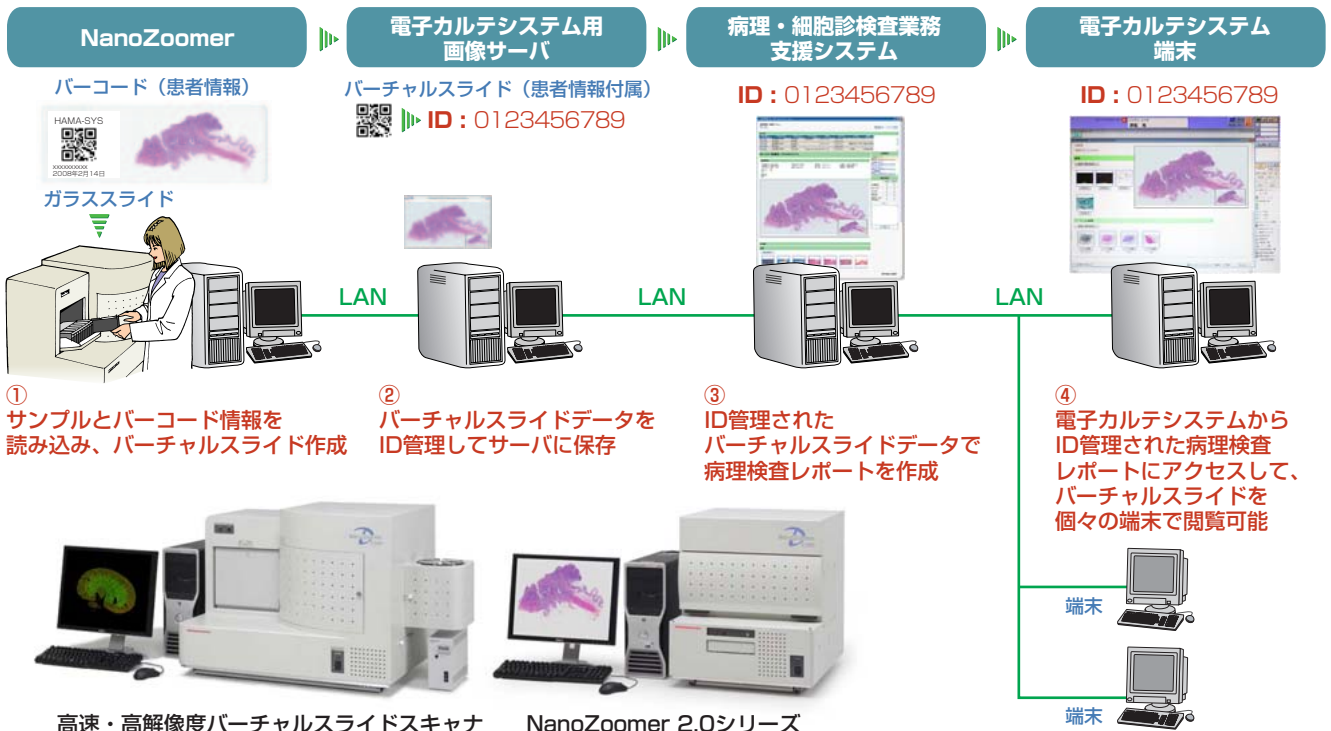 NanoZoomer
電子カルテシステム用
画像サーバ
病理・細胞診検査業務
支援システム
電子カルテシステム
端末
バーコード（患者情報）
HAMA-SYS
XXXXXXXXXX
2008年2月14日
ガラススライド
バーチャルスライド（患者情報付属）
ID：0123456789
ID：0123456789
ID：0123456789
LAN
LAN
LAN
①
サンプルとバーコード情報を
読み込み、バーチャルスライド作成
②
バーチャルスライドデータを
ID管理してサーバに保存
③
ID管理された
バーチャルスライドデータで
病理検査レポートを作成
④
電子カルテシステムから
ID管理された病理検査
レポートにアクセスして、
バーチャルスライドを
個々の端末で閲覧可能
端末
端末
高速・高解像度バーチャルスライドスキャナ　NanoZoomer 2.0シリーズ